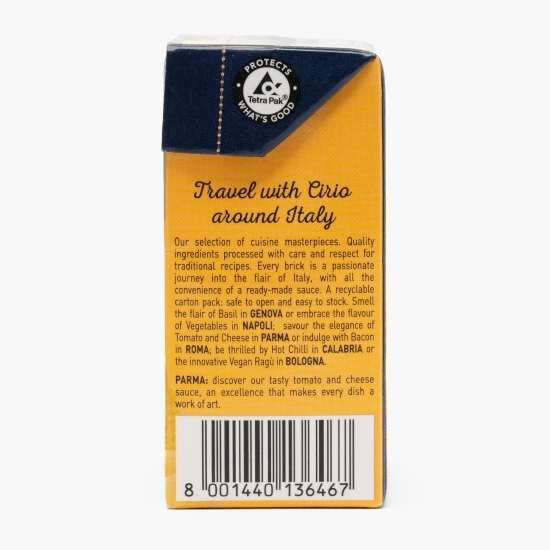 PROTECTS
Tetra Pak®
WHAT'S GOOD
Travel with Cirio
around Italy
Our selection of cuisine masterpieces. Quality
ingredients processed with care and respect for
traditional recipes. Every brick is a passionate
journey into the flair of Italy, with all the
convenience of a ready-made sauce. A recyclable
carton pack: safe to open and easy to stock. Smell
the flair of Basil in GENOVA or embrace the flavour
of Vegetables in NAPOLI; savour the elegance of
Tomato and Cheese in PARMA or indulge with Bacon
in ROMA; be thrilled by Hot Chilli in CALABRIA or
the innovative Vegan Ragù in BOLOGNA.
PARMA: discover our tasty tomato and cheese
sauce, an excellence that makes every dish a
work of art.
8 001440 136467